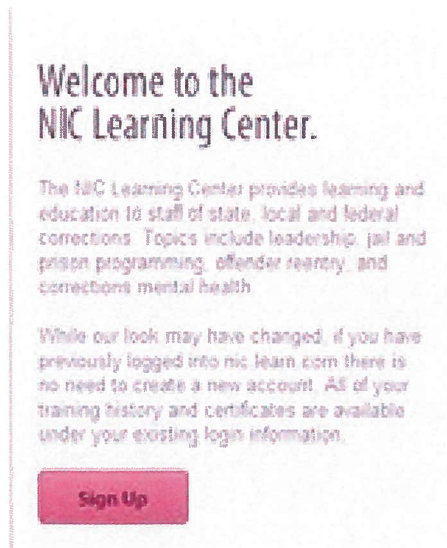 Welcome to the
NIC Learning Center.
The NIC Learning Center provides learning and
education to staff of state, local and federal
corrections. Topics include leadership, jail and
prison programming, offender reentry, and
corrections mental health.
While our look may have changed, if you have
previously logged into nic.learn.com there is
no need to create a new account. All of your
training history and certificates are available
under your existing login information.
Sign Up